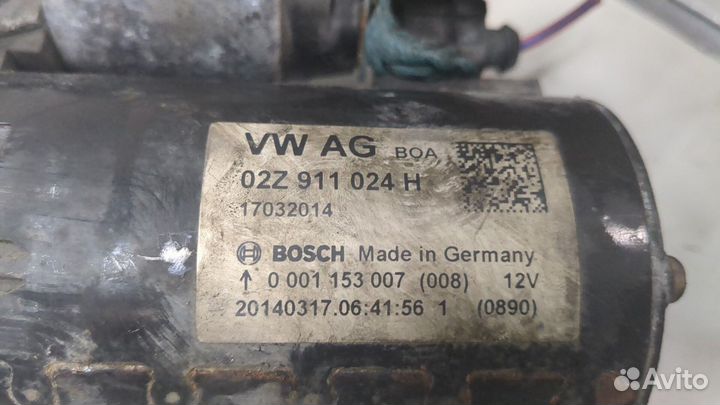 VW AG BOA
02Z 911 024 H
17032014
BOSCH Made in Germany
↑ 0 001 153 007 (008) 12V
20140317.06:41:56 1 (0890)
Avito